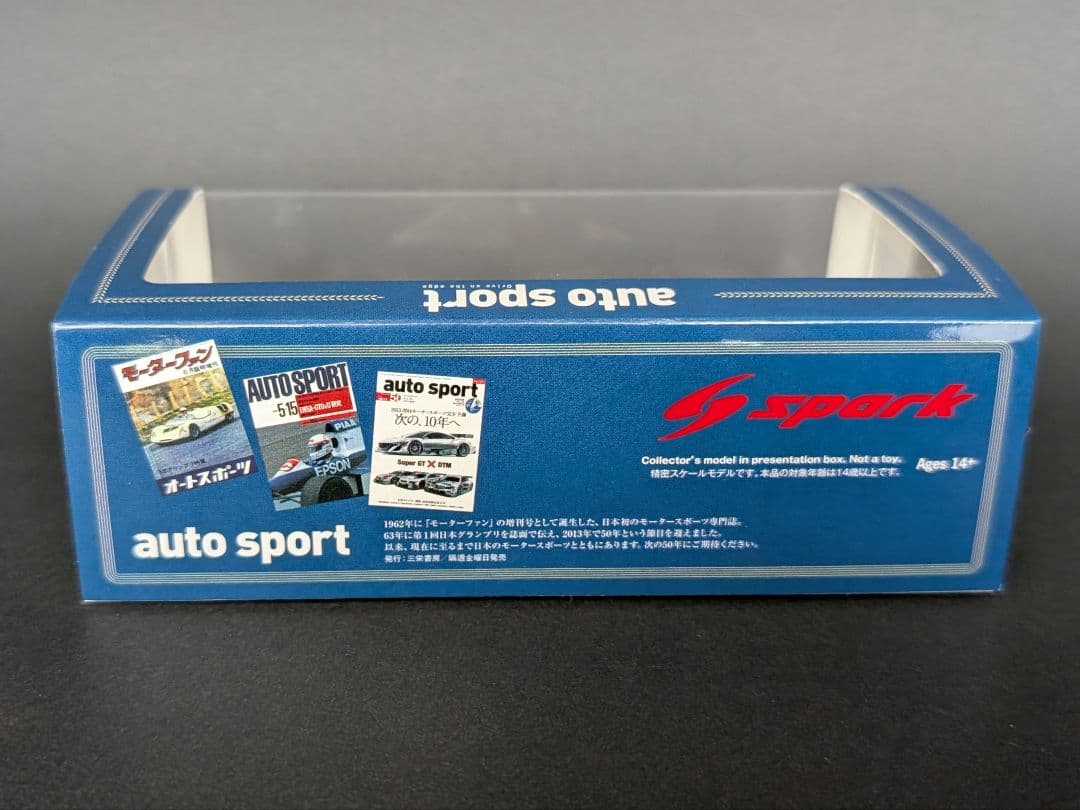 auto sport
Drive on the edge
モーターファン
オートスポーツ
AUTO SPORT
5·15
PIAA
EPSON
auto sport
次の、10年へ
Super GT X DTM
spark
Collector's model in presentation box. Not a toy.
精密スケールモデルです。本品の対象年齢は14歳以上です。
Ages 14+
auto sport
1962年に『モーターファン』の増刊号として誕生した、日本初のモータースポーツ専門誌。
63年に第1回日本グランプリを誌面で伝え、2013年で50年という節目を迎えました。
以来、現在に至るまで日本のモータースポーツとともにあります。次の50年にご期待ください。
発行：三栄書房／隔週金曜日発売